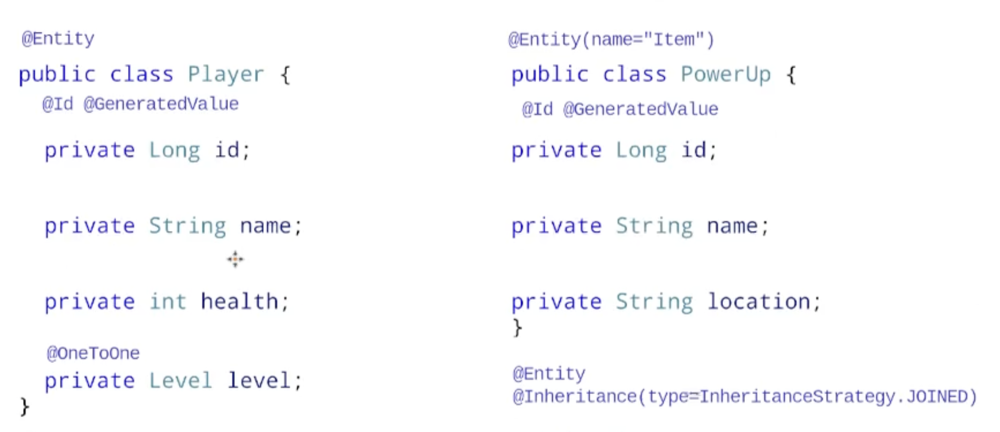 @Entity
public class Player {
@Id @GeneratedValue
private Long id;
private String name;
private int health;
@OneToOne
private Level level;
}
@Entity(name="Item")
public class PowerUp {
@Id @GeneratedValue
private Long id;
private String name;
private String location;
}
@Entity
@Inheritance(type=InheritanceStrategy.JOINED)